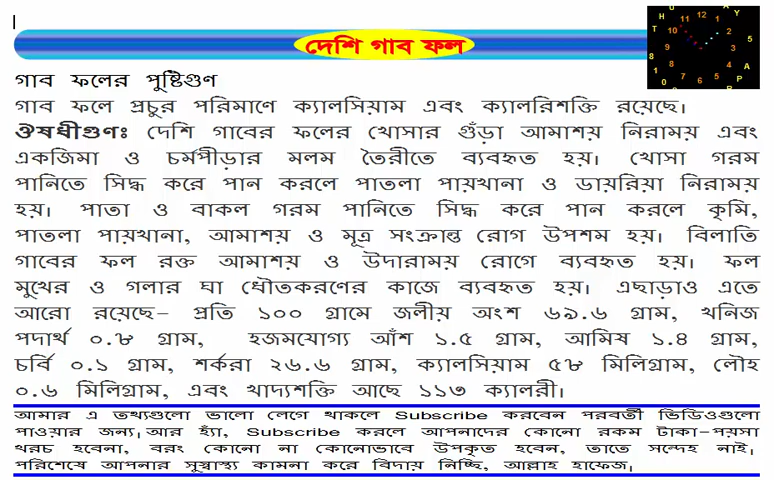 দেশি গাব ফল
গাব ফলের পুষ্টিগুণ
গাব ফলে প্রচুর পরিমাণে ক্যালসিয়াম এবং ক্যালরিশক্তি রয়েছে।
ঔষধীগুণঃ দেশি গাবের ফলের খোসার গুঁড়া আমাশয় নিরাময় এবং
একজিমা ও চর্মপীড়ার মলম তৈরীতে ব্যবহৃত হয়। খোসা গরম
পানিতে সিদ্ধ করে পান করলে পাতলা পায়খানা ও ডায়রিয়া নিরাময়
হয়। পাতা ও বাকল গরম পানিতে সিদ্ধ করে পান করলে কৃমি,
পাতলা পায়খানা, আমাশয় ও মূত্র সংক্রান্ত রোগ উপশম হয়। বিলাতি
গাবের ফল রক্ত আমাশয় ও উদারাময় রোগে ব্যবহৃত হয়। ফল
মুখের ও গলার ঘা ধৌতকরণের কাজে ব্যবহৃত হয়। এছাড়াও এতে
আরো রয়েছে- প্রতি ১০০ গ্রামে জলীয় অংশ ৬৯.৬ গ্রাম, খনিজ
পদার্থ ০.৮ গ্রাম, হজমযোগ্য আঁশ ১.৫ গ্রাম, আমিষ ১.৪ গ্রাম,
চর্বি ০.১ গ্রাম, শর্করা ২৬.৬ গ্রাম, ক্যালসিয়াম ৫৮ মিলিগ্রাম, লৌহ
০.৬ মিলিগ্রাম, এবং খাদ্যশক্তি আছে ১১৩ ক্যালরী।
আমার এ তথ্যগুলো ভালো লেগে থাকলে Subscribe করবেন পরবর্তী ভিডিওগুলো
পাওয়ার জন্য। আর হ্যাঁ, Subscribe করলে আপনাদের কোনো রকম টাকা-পয়সা
খরচ হবেনা, বরং কোনো না কোনোভাবে উপকৃত হবেন, তাতে সন্দেহ নাই।
পরিশেষে আপনার সুস্বাস্থ্য কামনা করে বিদায় নিচ্ছি, আল্লাহ হাফেজ।